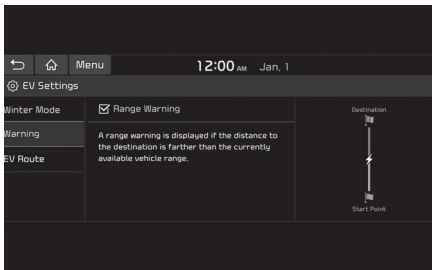 Menu
12:00 AM Jan. 1
EV Settings
Winter Mode
Warning
EV Route
Range Warning
A range warning is displayed if the distance to
the destination is farther than the currently
available vehicle range.
Destination
Start Point